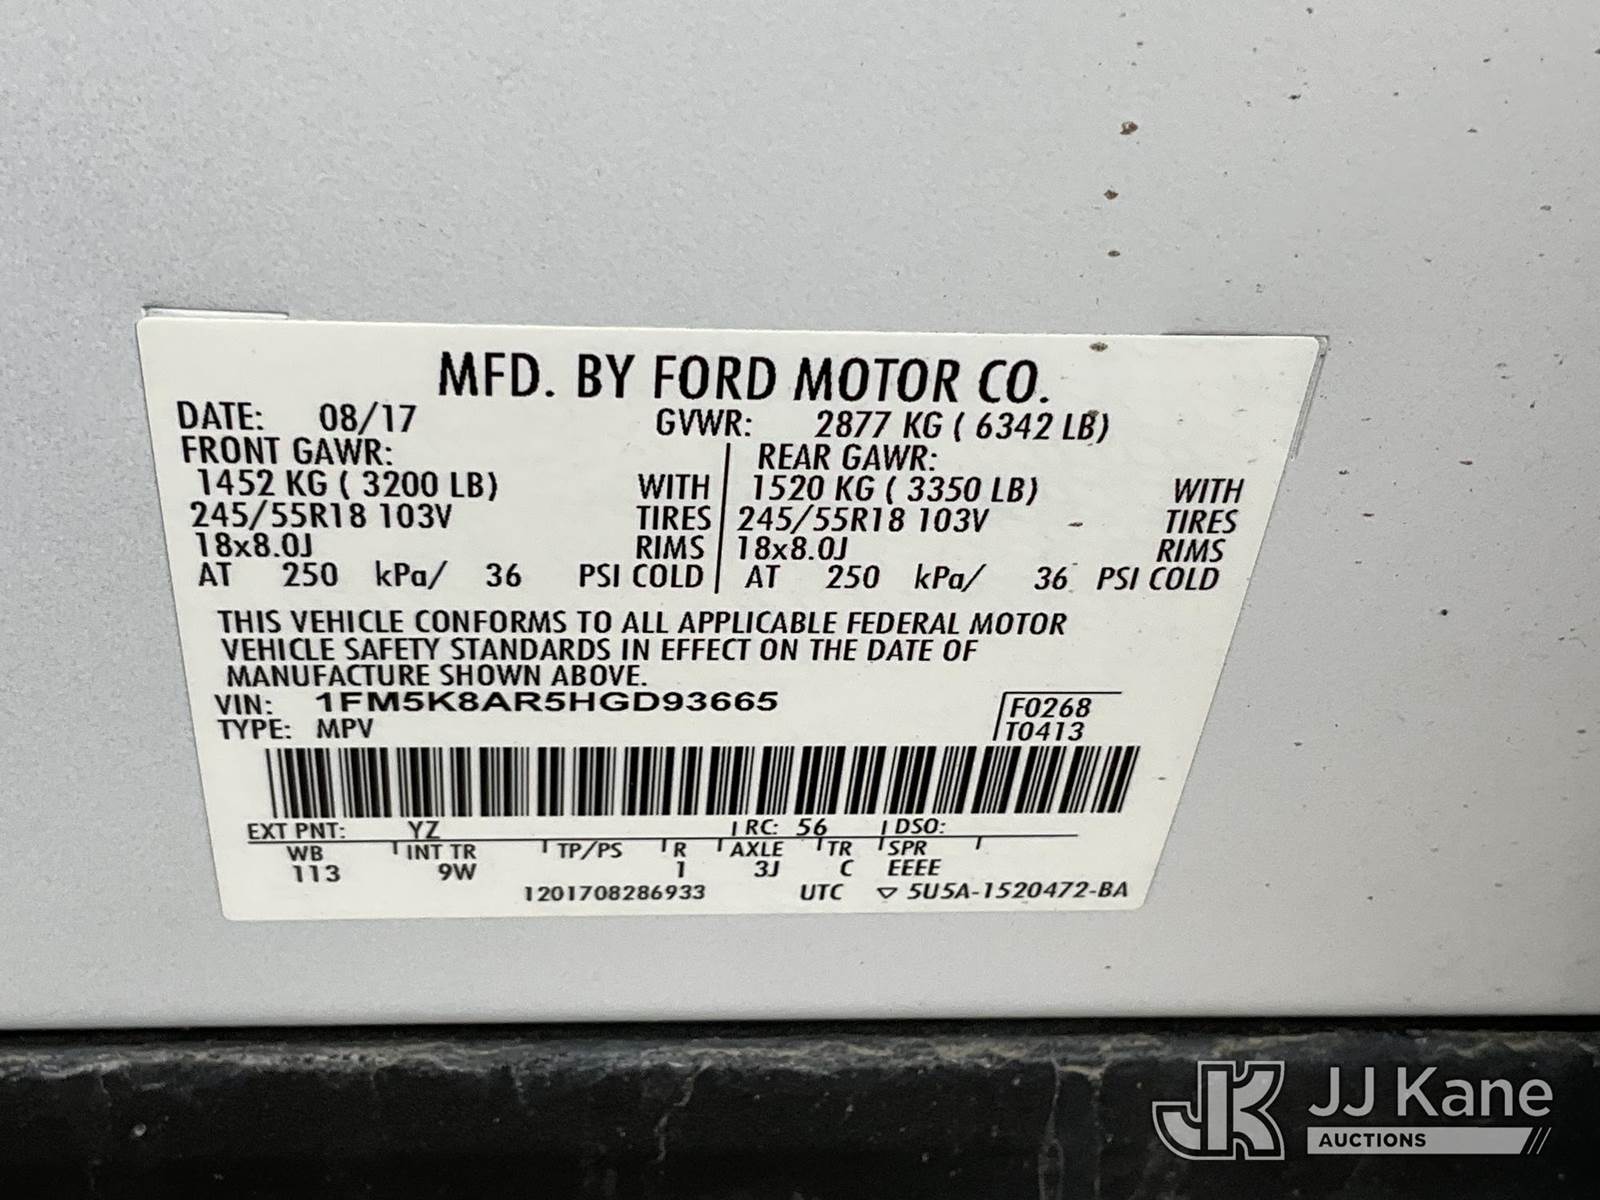 MFD. BY FORD MOTOR CO.
DATE: 08/17 GVWR: 2877 KG ( 6342 LB)
FRONT GAWR: REAR GAWR:
1452 KG ( 3200 LB) WITH 1520 KG ( 3350 LB) WITH
245/55R18 103V TIRES 245/55R18 103V TIRES
18x8.0J RIMS 18x8.0J RIMS
AT 250 kPa/ 36 PSI COLD AT 250 kPa/ 36 PSI COLD
THIS VEHICLE CONFORMS TO ALL APPLICABLE FEDERAL MOTOR
VEHICLE SAFETY STANDARDS IN EFFECT ON THE DATE OF
MANUFACTURE SHOWN ABOVE.
VIN: 1FM5K8AR5HGD93665 F0268
TYPE: MPV T0413
EXT PNT: YZ RC: 56 DSO:
WB INT TR TP/PS R AXLE TR SPR
113 9W 1 3J C EEEE
1201708286933 UTC ▽ 5U5A-1520472-BA
JK JJ Kane
AUCTIONS